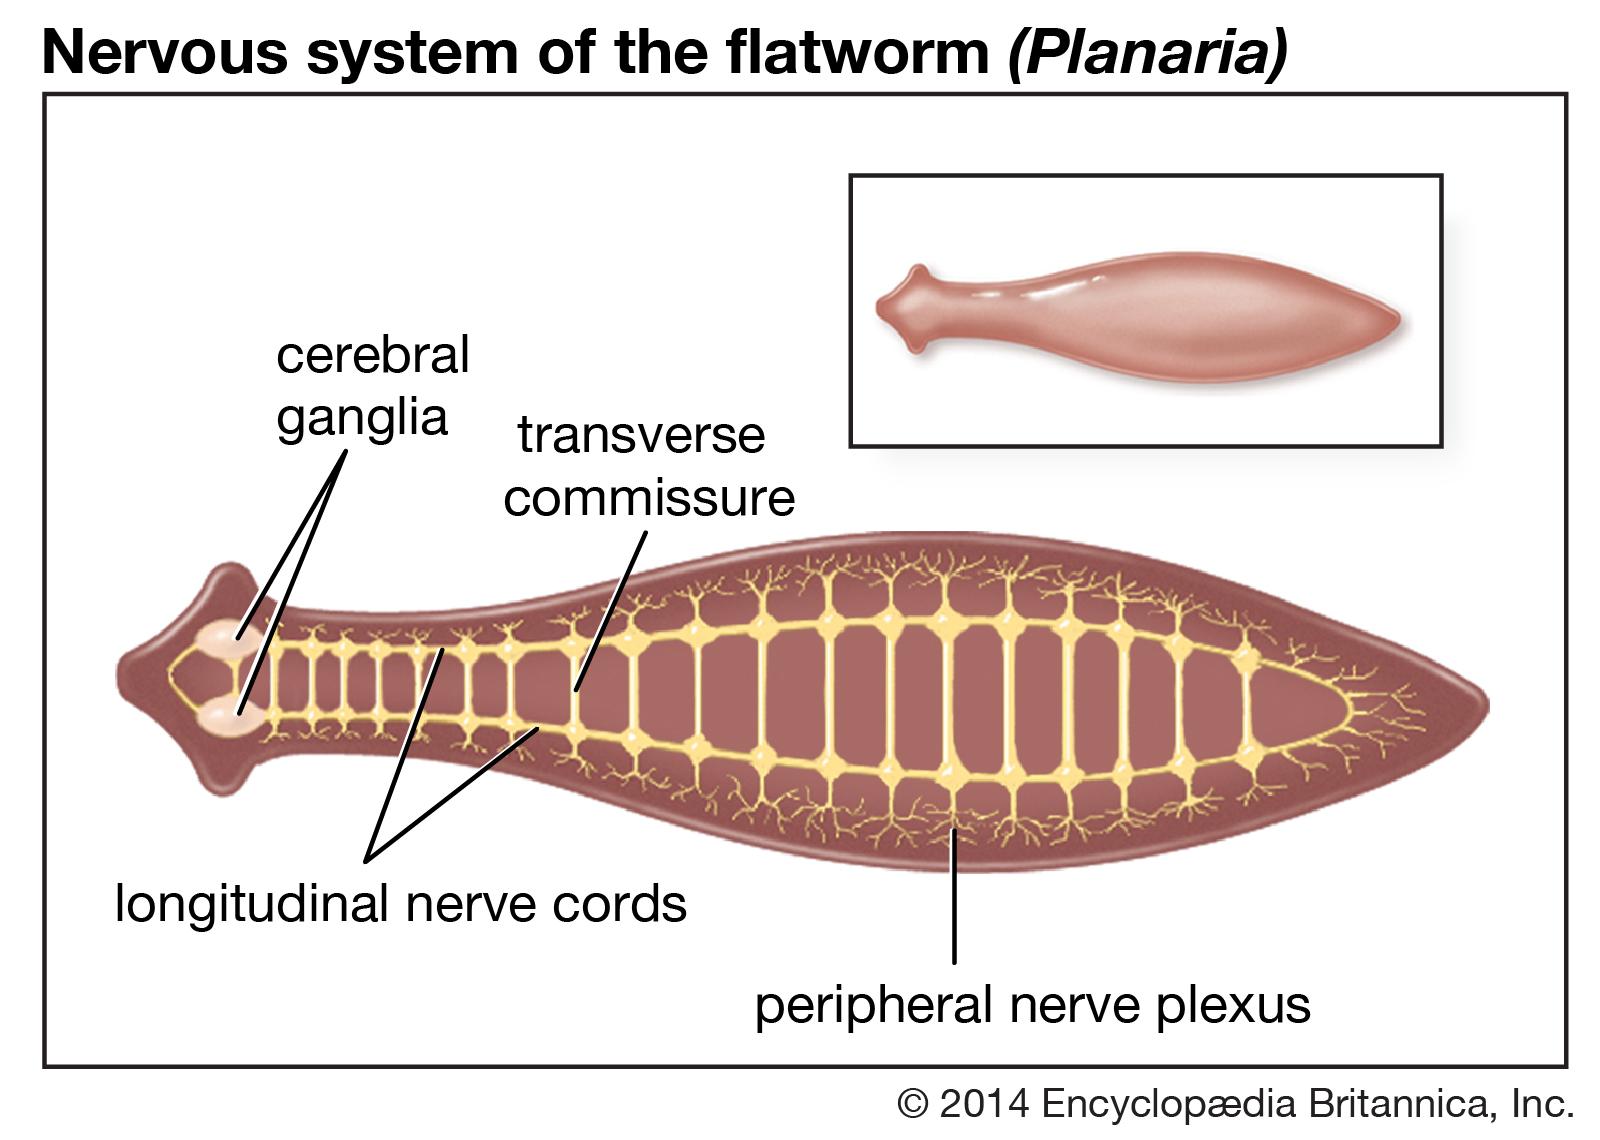 Nervous system of the flatworm (Planaria)
cerebral
ganglia
transverse
commissure
longitudinal nerve cords
peripheral nerve plexus
© 2014 Encyclopædia Britannica, Inc.